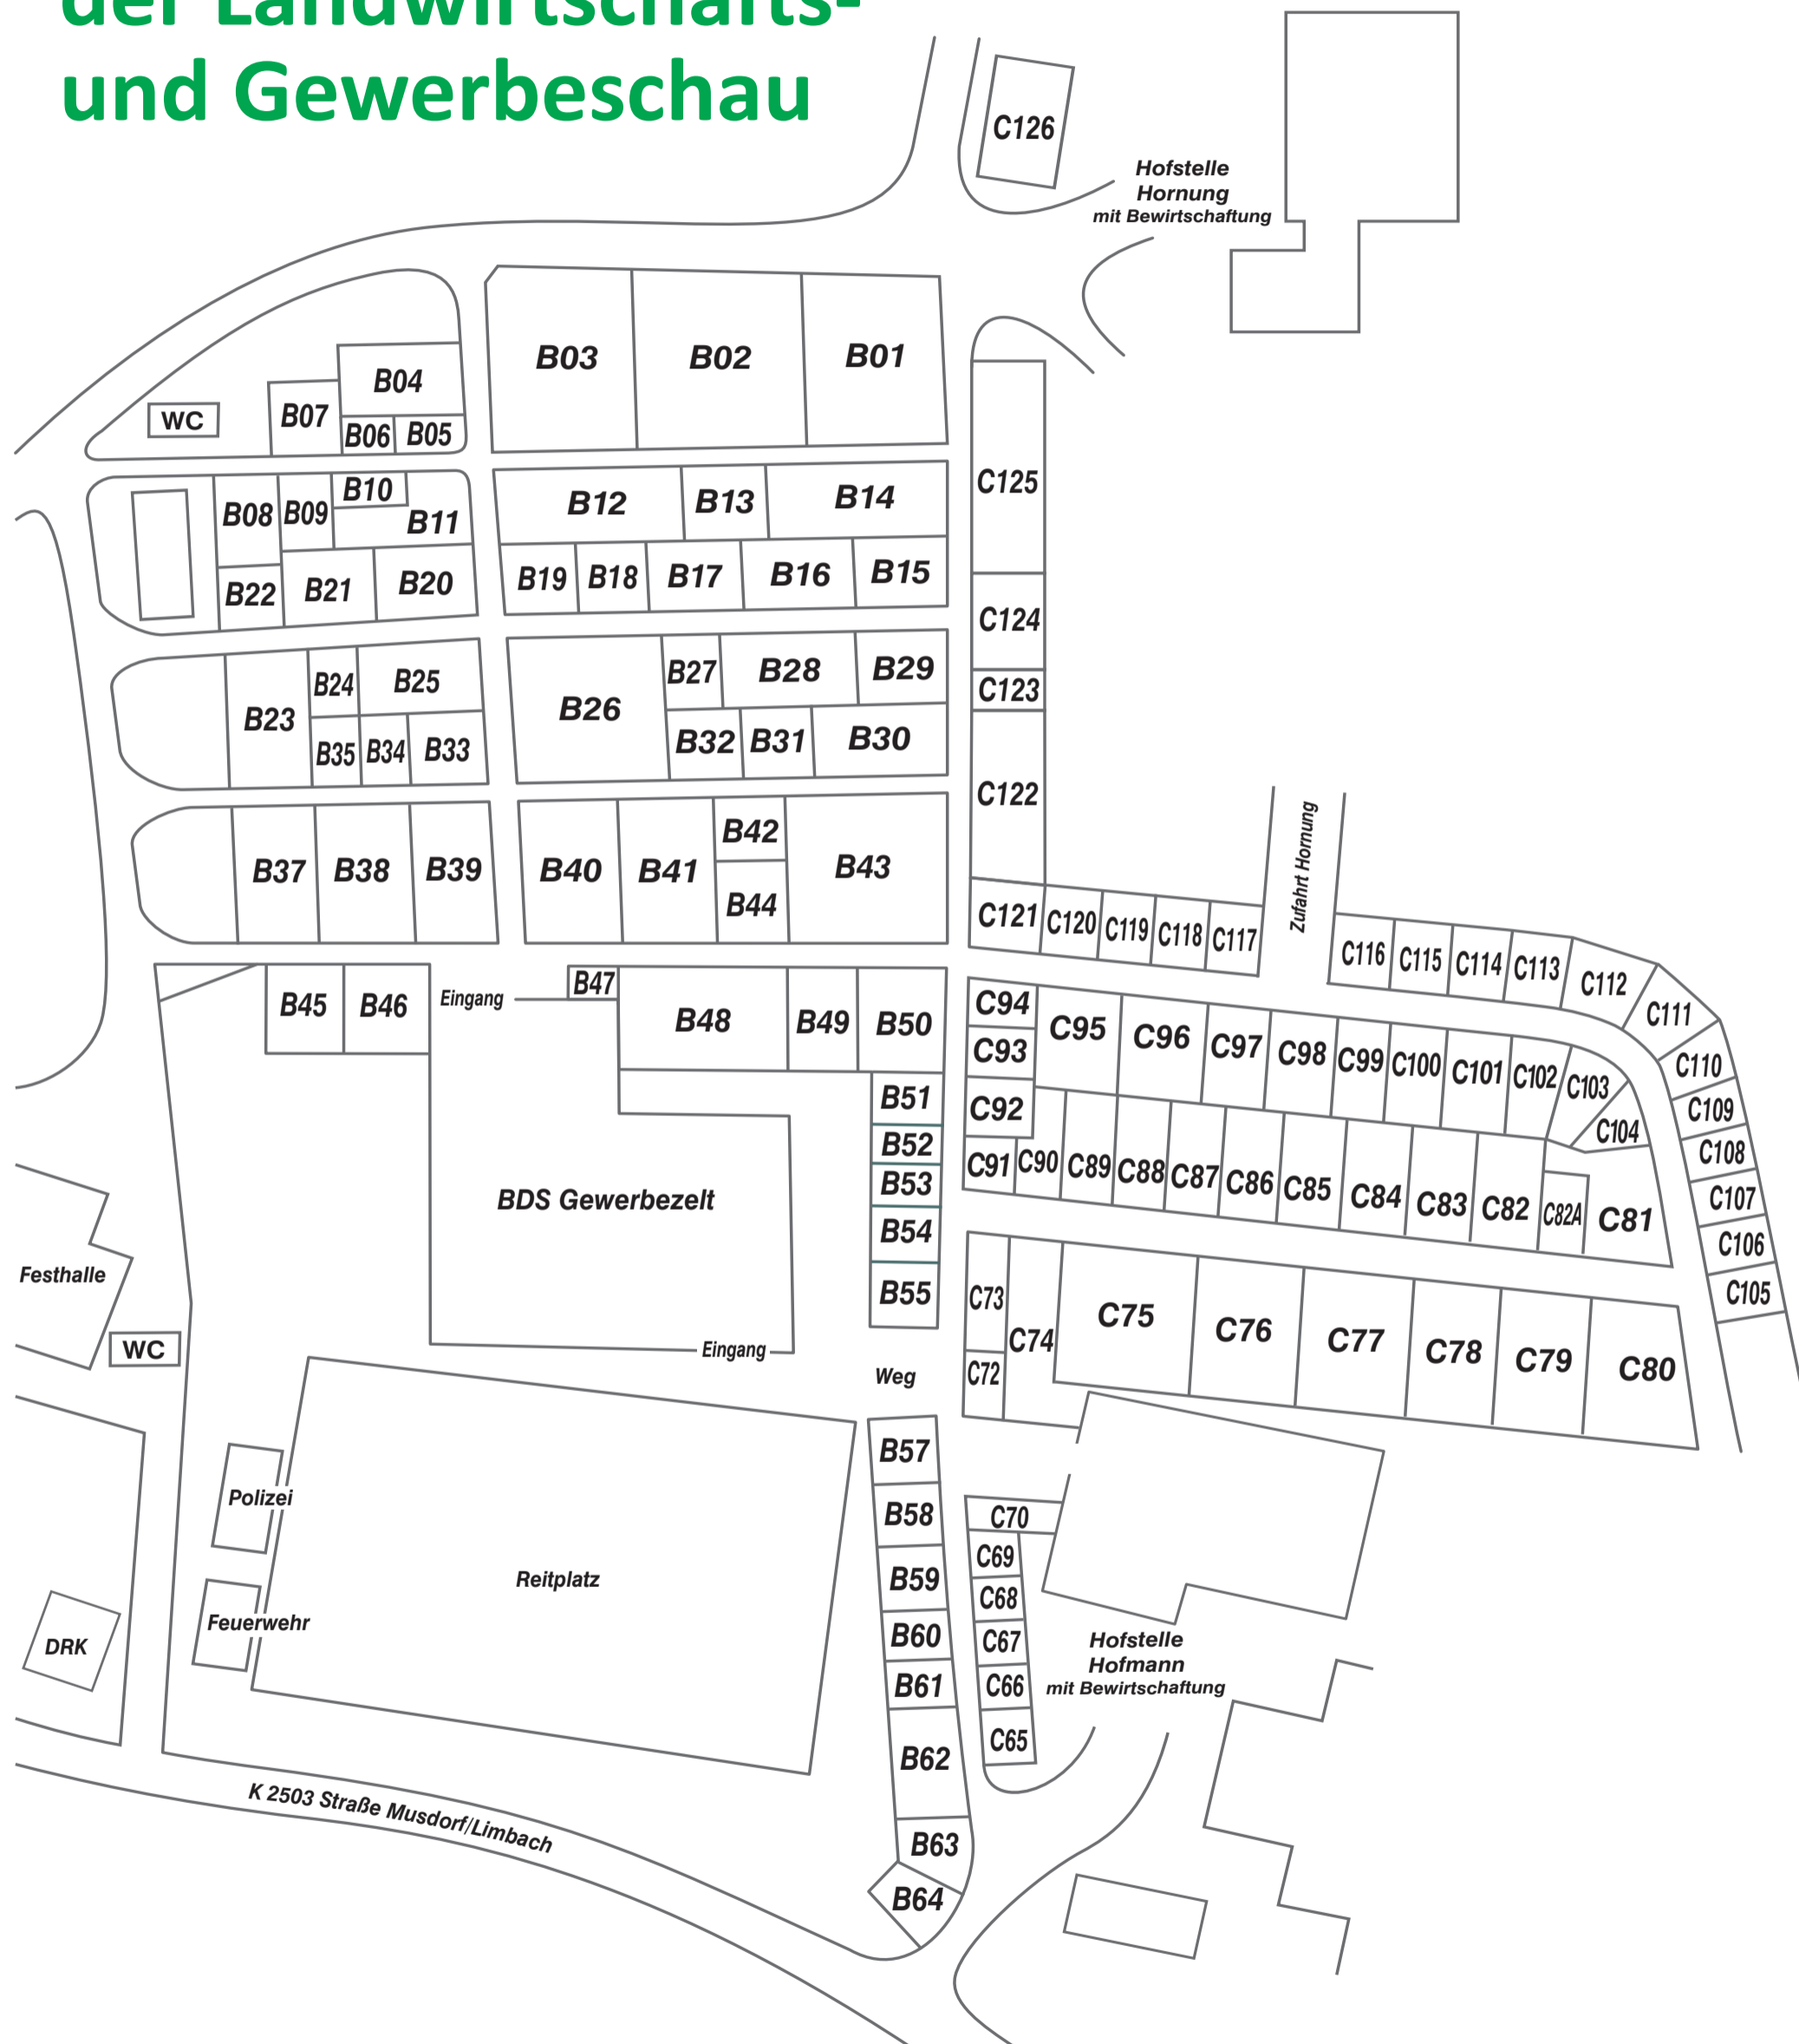 der Landwirtschafts-
und Gewerbeschau
C126
Hofstelle
Hornung
mit Bewirtschaftung
B03
B02
B01
B04
B07
B06
B05
WC
C125
B08
B09
B10
B11
B12
B13
B14
B22
B21
B20
B19
B18
B17
B16
B15
C124
B23
B24
B25
B26
B27
B28
B29
C123
B35
B34
B33
B32
B31
B30
C122
B37
B38
B39
B40
B41
B42
B44
B43
Zufahrt Hornung
C121
C120
C119
C118
C117
C116
C115
C114
C113
C112
C111
C110
C109
C108
C107
C106
C105
B45
B46
Eingang
B47
B48
B49
B50
C94
C93
C92
C95
C96
C97
C98
C99
C100
C101
C102
C103
C104
B51
B52
B53
B54
B55
C91
C90
C89
C88
C87
C86
C85
C84
C83
C82
C82A
C81
BDS Gewerbezelt
Festhalle
WC
Eingang
Weg
C73
C72
C74
C75
C76
C77
C78
C79
C80
Polizei
Feuerwehr
DRK
Reitplatz
B57
B58
B59
B60
B61
B62
B63
B64
C70
C69
C68
C67
C66
C65
Hofstelle
Hofmann
mit Bewirtschaftung
K 2503 Straße Musdorf/Limbach